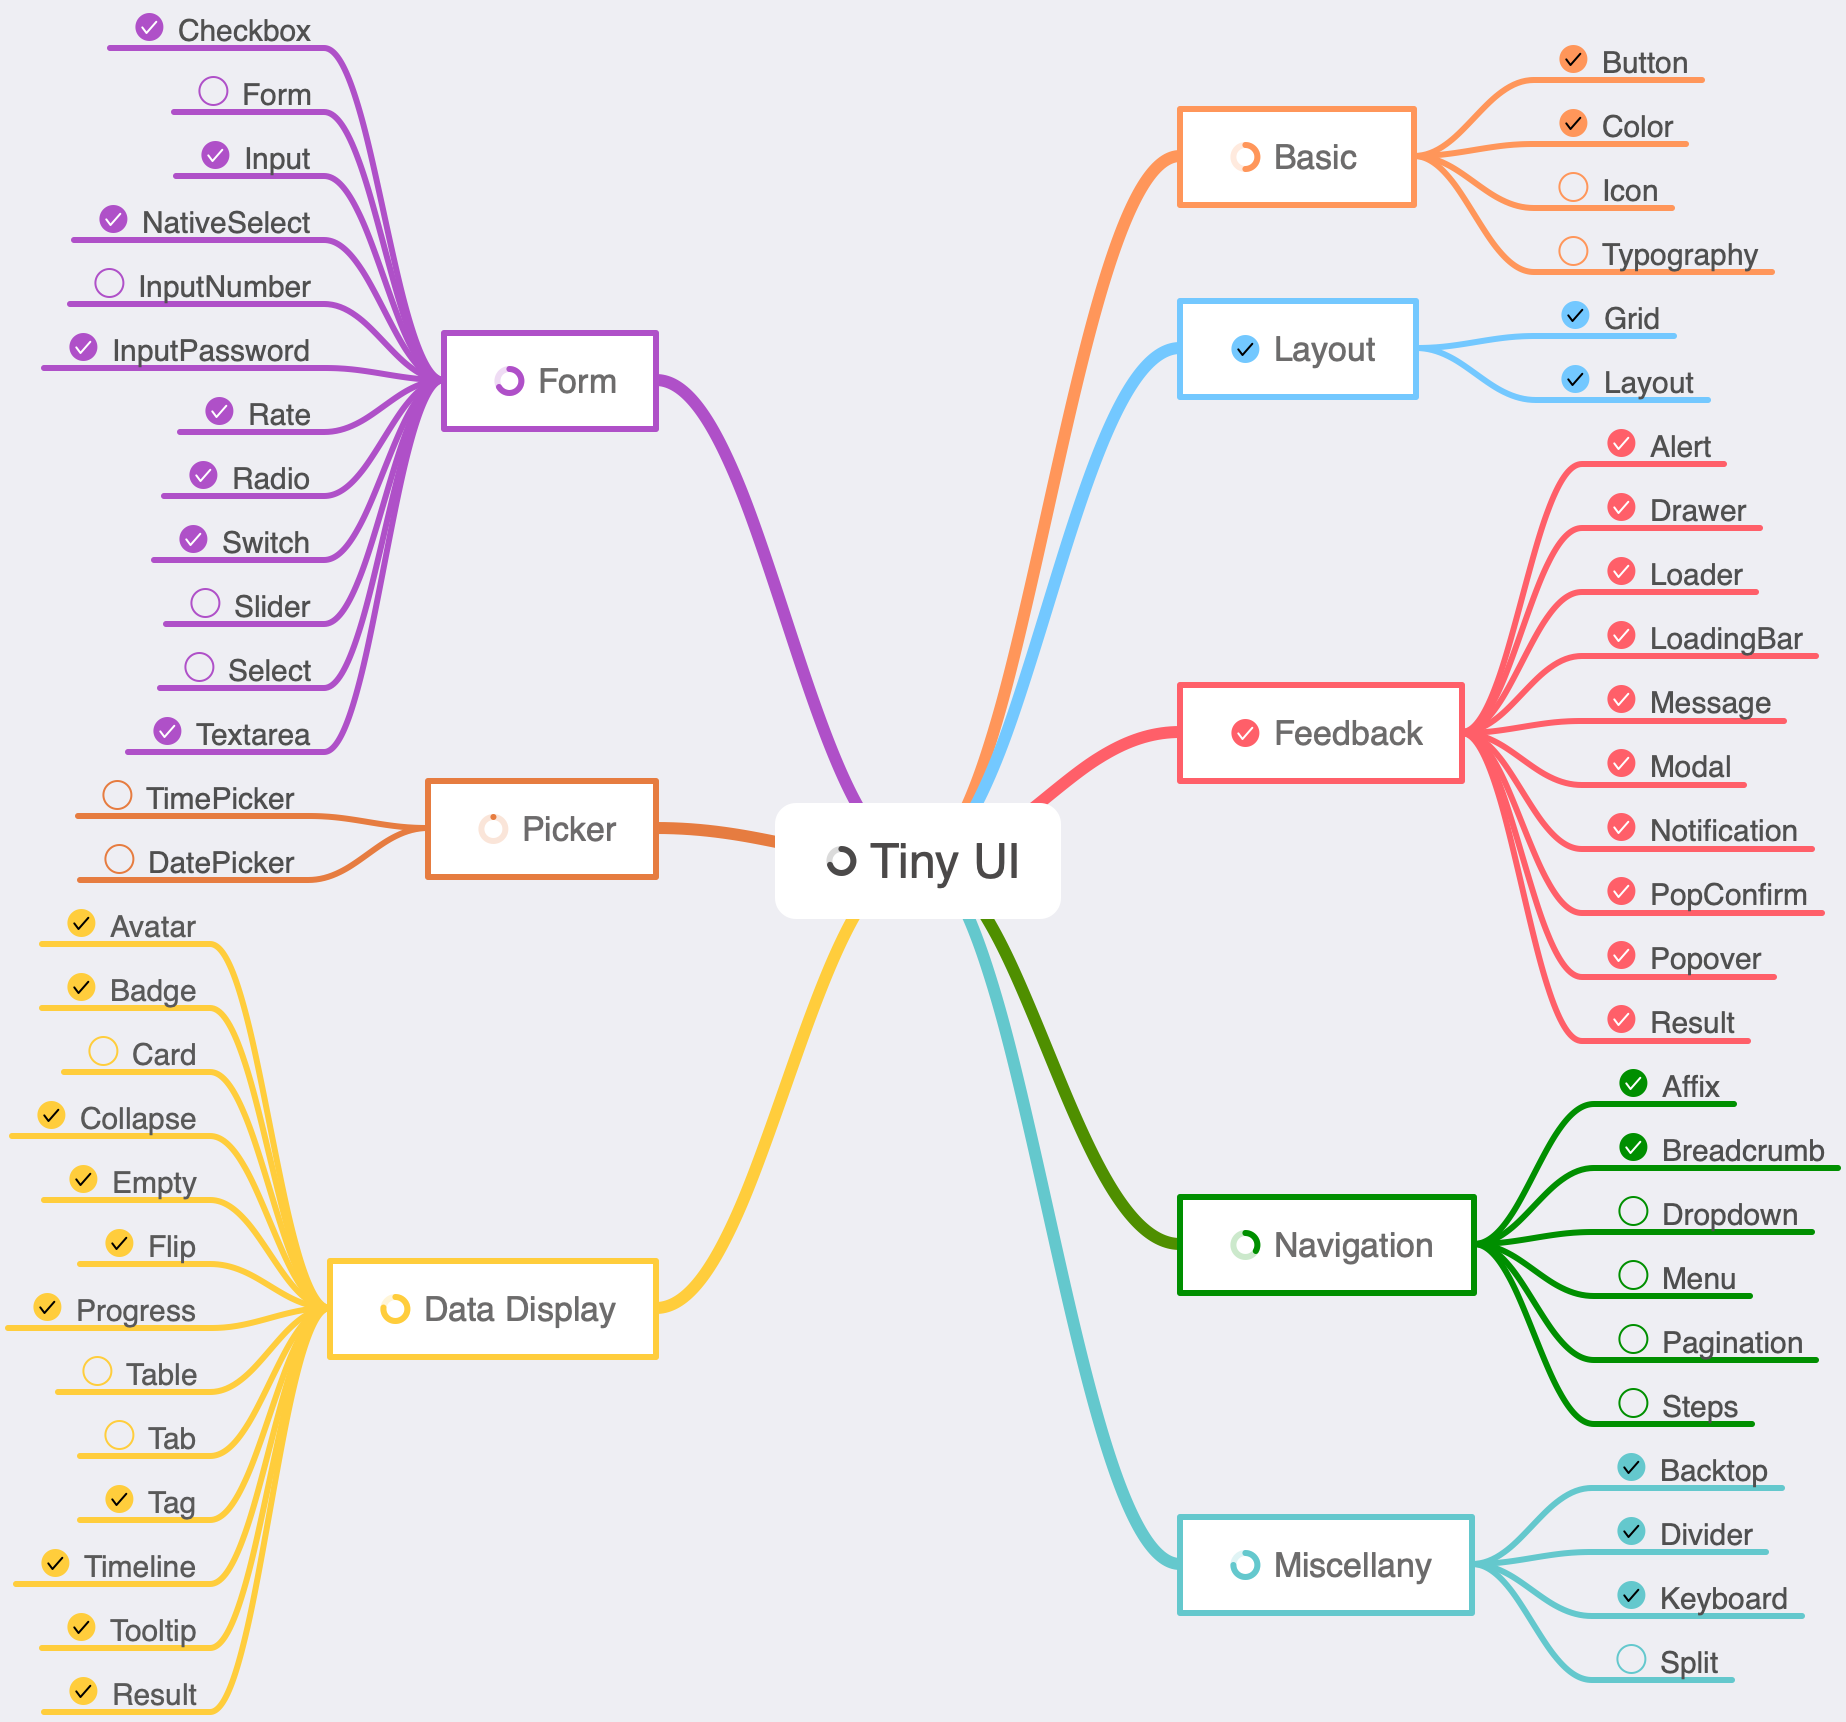 Tiny UI
Form
Checkbox
Form
Input
NativeSelect
InputNumber
InputPassword
Rate
Radio
Switch
Slider
Select
Textarea
Picker
TimePicker
DatePicker
Data Display
Avatar
Badge
Card
Collapse
Empty
Flip
Progress
Table
Tab
Tag
Timeline
Tooltip
Result
Basic
Button
Color
Icon
Typography
Layout
Grid
Layout
Feedback
Alert
Drawer
Loader
LoadingBar
Message
Modal
Notification
PopConfirm
Popover
Result
Navigation
Affix
Breadcrumb
Dropdown
Menu
Pagination
Steps
Miscellany
Backtop
Divider
Keyboard
Split